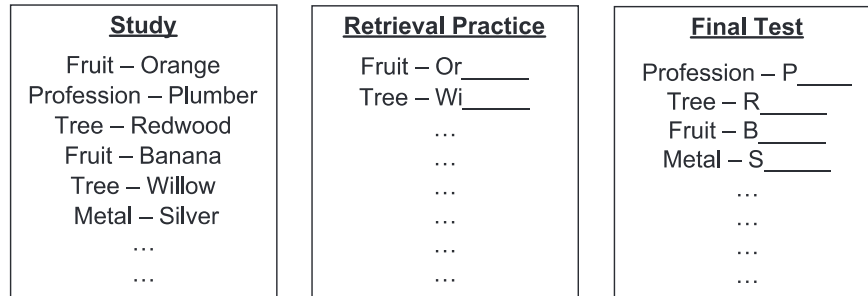 Study
Fruit – Orange
Profession – Plumber
Tree – Redwood
Fruit – Banana
Tree – Willow
Metal – Silver
…
…
Retrieval Practice
Fruit – Or_____
Tree – Wi_____
…
…
…
…
…
…
Final Test
Profession – P____
Tree – R_____
Fruit – B_____
Metal – S_____
…
…
…
…